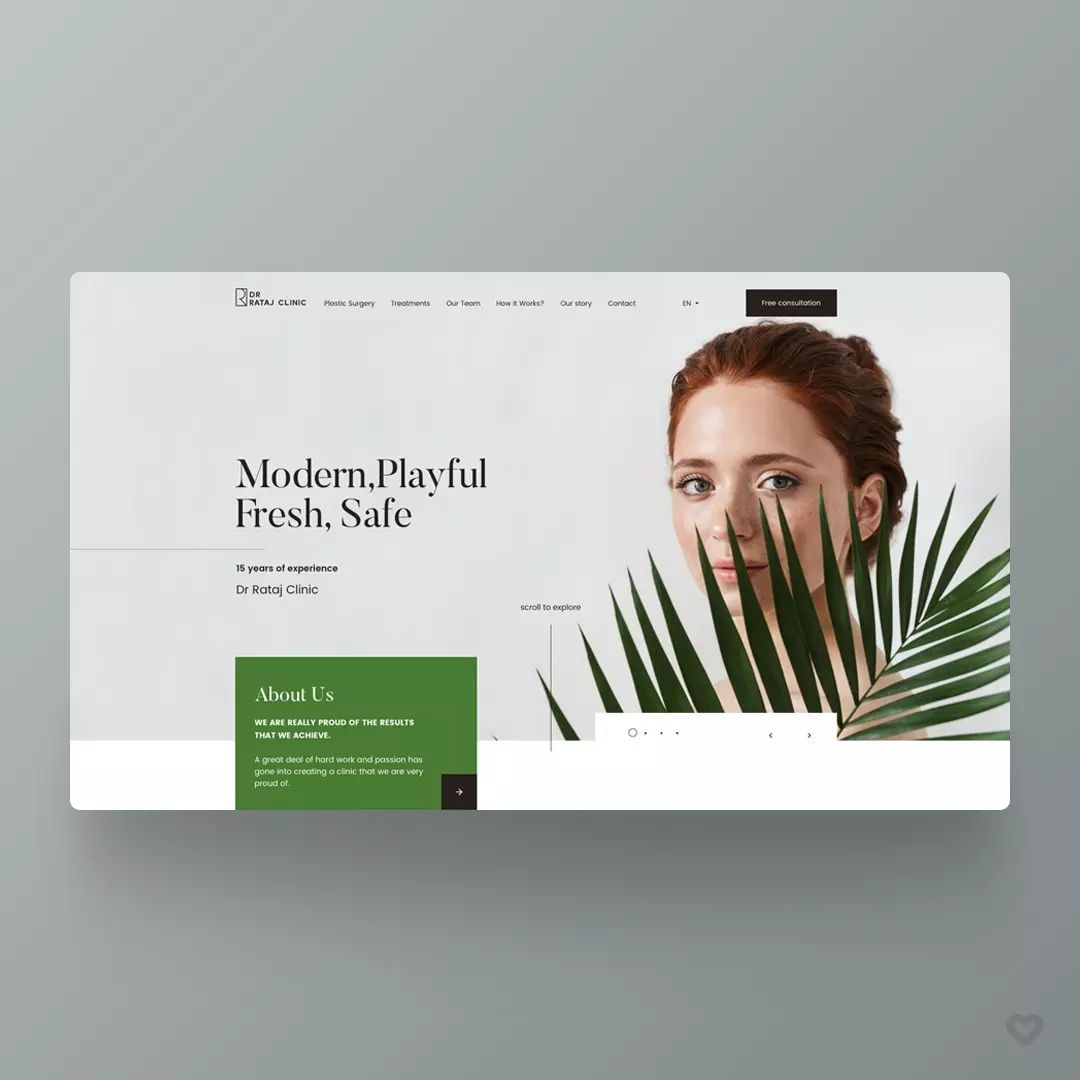 DR
RATAJ CLINIC
Plastic Surgery
Treatments
Our Team
How it Works?
Our story
Contact
EN
Free consultation
Modern,Playful
Fresh, Safe
15 years of experience
Dr Rataj Clinic
scroll to explore
About Us
WE ARE REALLY PROUD OF THE RESULTS
THAT WE ACHIEVE.
A great deal of hard work and passion has
gone into creating a clinic that we are very
proud of.